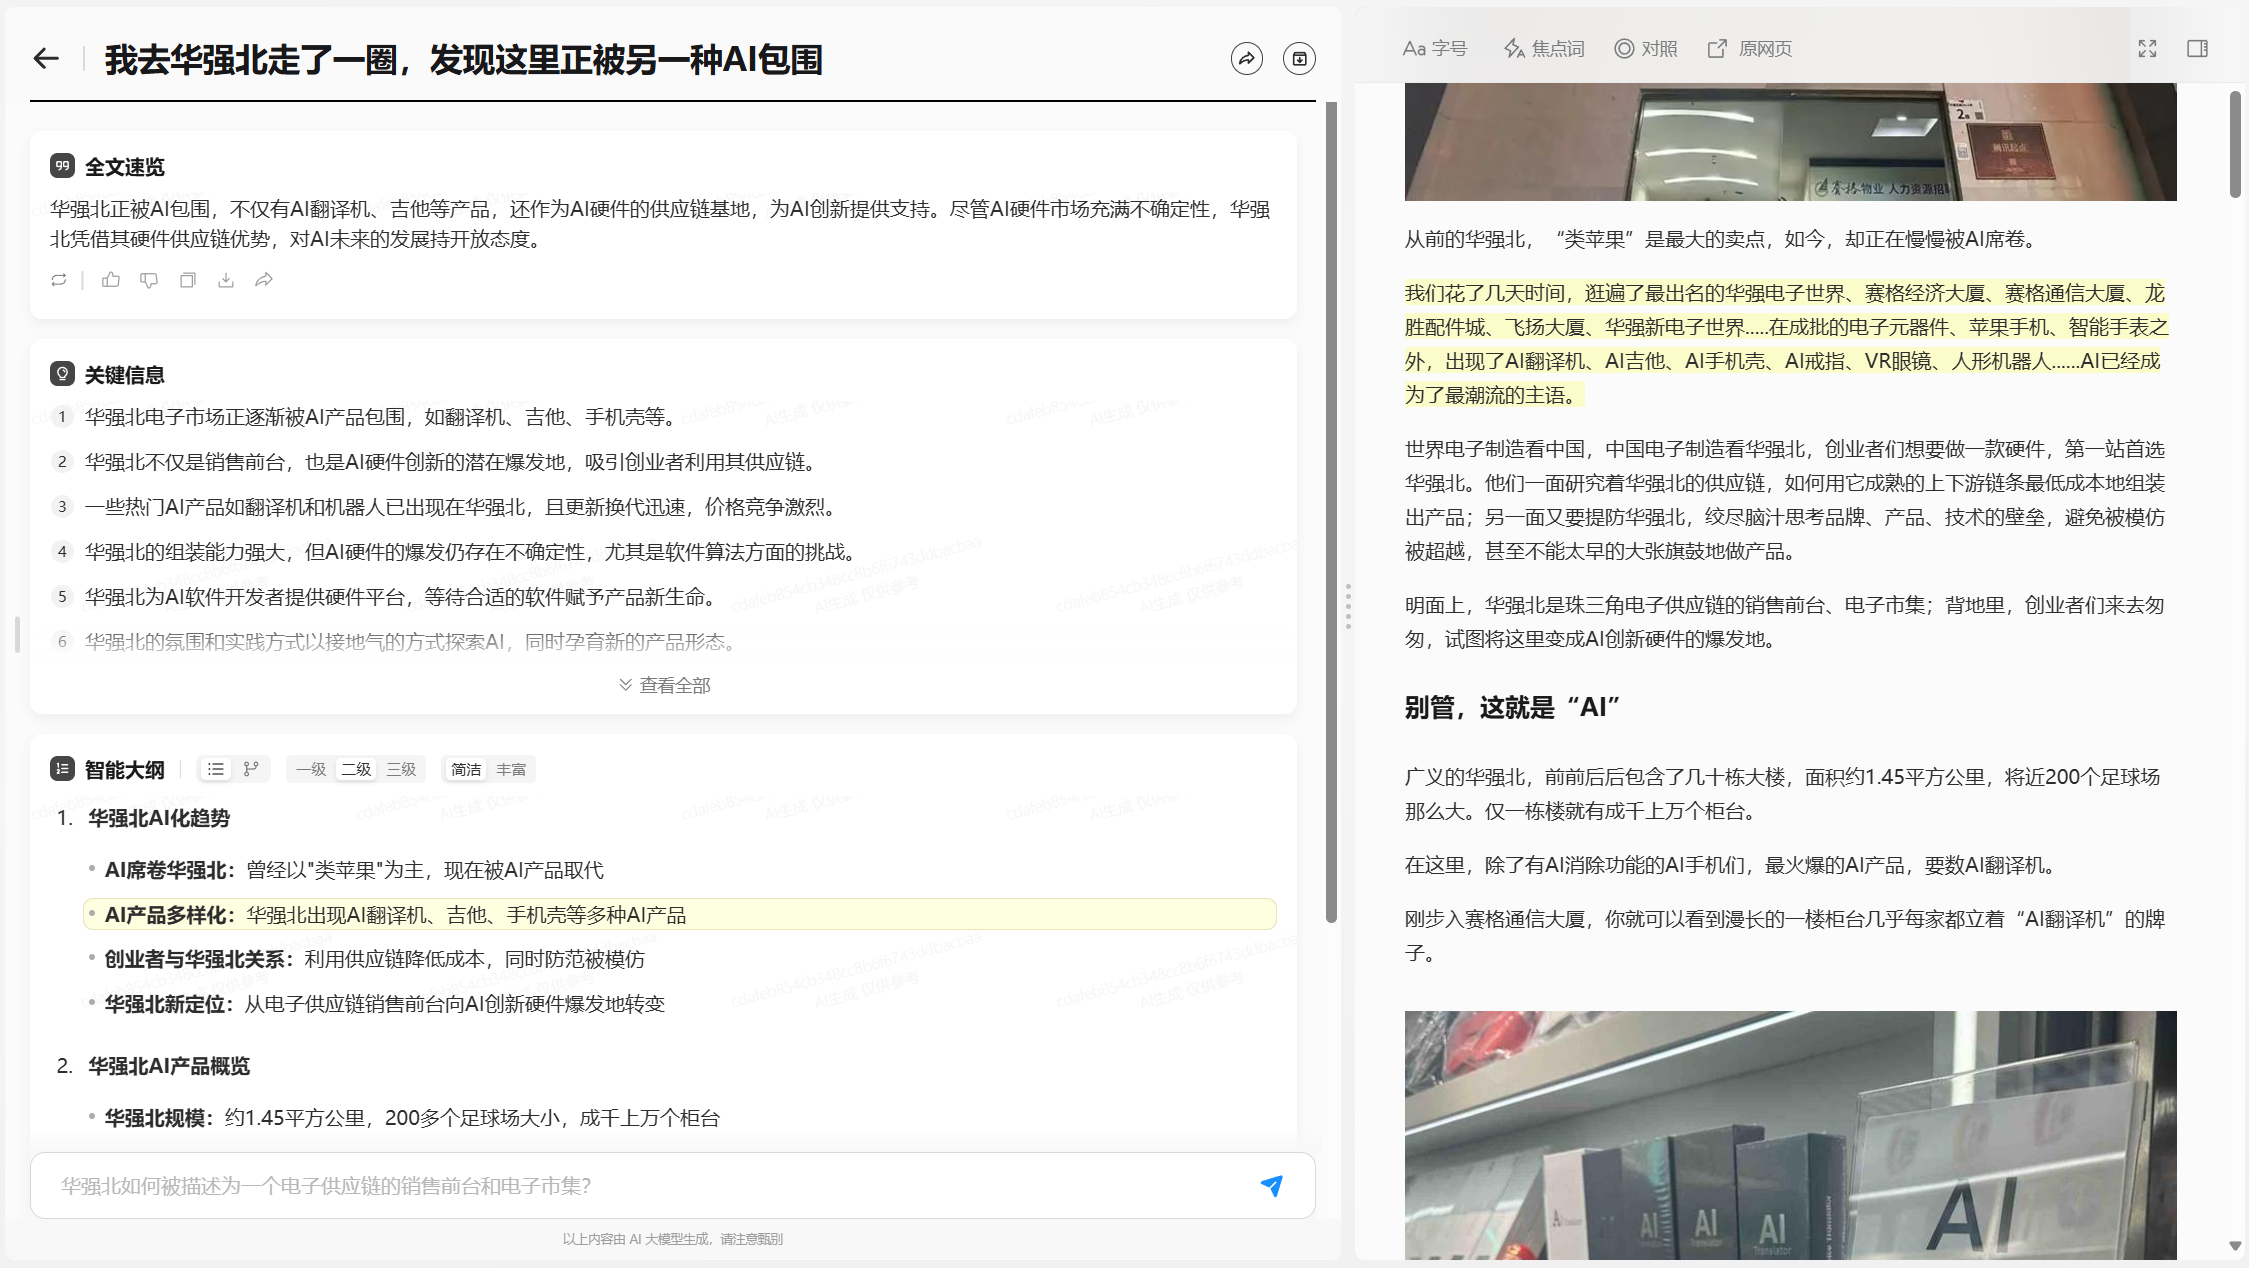 我去华强北走了一圈，发现这里正被另一种AI包围
全文速览
华强北正被AI包围，不仅有AI翻译机、吉他等产品，还作为AI硬件的供应链基地，为AI创新提供支持。尽管AI硬件市场充满不确定性，华强
北凭借其硬件供应链优势，对AI未来的发展持开放态度。
关键信息
1 华强北电子市场正逐渐被AI产品包围，如翻译机、吉他、手机壳等。
2 华强北不仅是销售前台，也是AI硬件创新的潜在爆发地，吸引创业者利用其供应链。
3 一些热门AI产品如翻译机和机器人已出现在华强北，且更新换代迅速，价格竞争激烈。
4 华强北的组装能力强大，但AI硬件的爆发仍存在不确定性，尤其是软件算法方面的挑战。
5 华强北为AI软件开发者提供硬件平台，等待合适的软件赋予产品新生命。
6 华强北的氛围和实践方式以接地气的方式探索AI，同时孕育新的产品形态。
查看全部
智能大纲 一级 二级 三级 简洁 丰富
1. 华强北AI化趋势
• AI席卷华强北：曾经以"类苹果"为主，现在被AI产品取代
• AI产品多样化：华强北出现AI翻译机、吉他、手机壳等多种AI产品
• 创业者与华强北关系：利用供应链降低成本，同时防范被模仿
• 华强北新定位：从电子供应链销售前台向AI创新硬件爆发地转变
2. 华强北AI产品概览
• 华强北规模：约1.45平方公里，200多个足球场大小，成千上万个柜台
华强北如何被描述为一个电子供应链的销售前台和电子市集？
以上内容由 AI 大模型生成，请注意甄别
cdafeb854cb348cc8b6f6743ddbacbaa
AI生成 仅供参考
Aa 字号 焦点词 对照 原网页
2
腾讯起点
赛格物业 人力资源招
从前的华强北，“类苹果”是最大的卖点，如今，却正在慢慢被AI席卷。
我们花了几天时间，逛遍了最出名的华强电子世界、赛格经济大厦、赛格通信大厦、龙
胜配件城、飞扬大厦、华强新电子世界.....在成批的电子元器件、苹果手机、智能手表之
外，出现了AI翻译机、AI吉他、AI手机壳、AI戒指、VR眼镜、人形机器人......AI已经成
为了最潮流的主语。
世界电子制造看中国，中国电子制造看华强北，创业者们想要做一款硬件，第一站首选
华强北。他们一面研究着华强北的供应链，如何用它成熟的上下游链条最低成本地组装
出产品；另一面又要提防华强北，绞尽脑汁思考品牌、产品、技术的壁垒，避免被模仿
被超越，甚至不能太早的大张旗鼓地做产品。
明面上，华强北是珠三角电子供应链的销售前台、电子市集；背地里，创业者们来去匆
匆，试图将这里变成AI创新硬件的爆发地。
别管，这就是“AI”
广义的华强北，前前后后包含了几十栋大楼，面积约1.45平方公里，将近200个足球场
那么大。仅一栋楼就有成千上万个柜台。
在这里，除了有AI消除功能的AI手机们，最火爆的AI产品，要数AI翻译机。
刚步入赛格通信大厦，你就可以看到漫长的一楼柜台几乎每家都立着“AI翻译机”的牌
子。
AI
AI
AI
AI Translator
AI